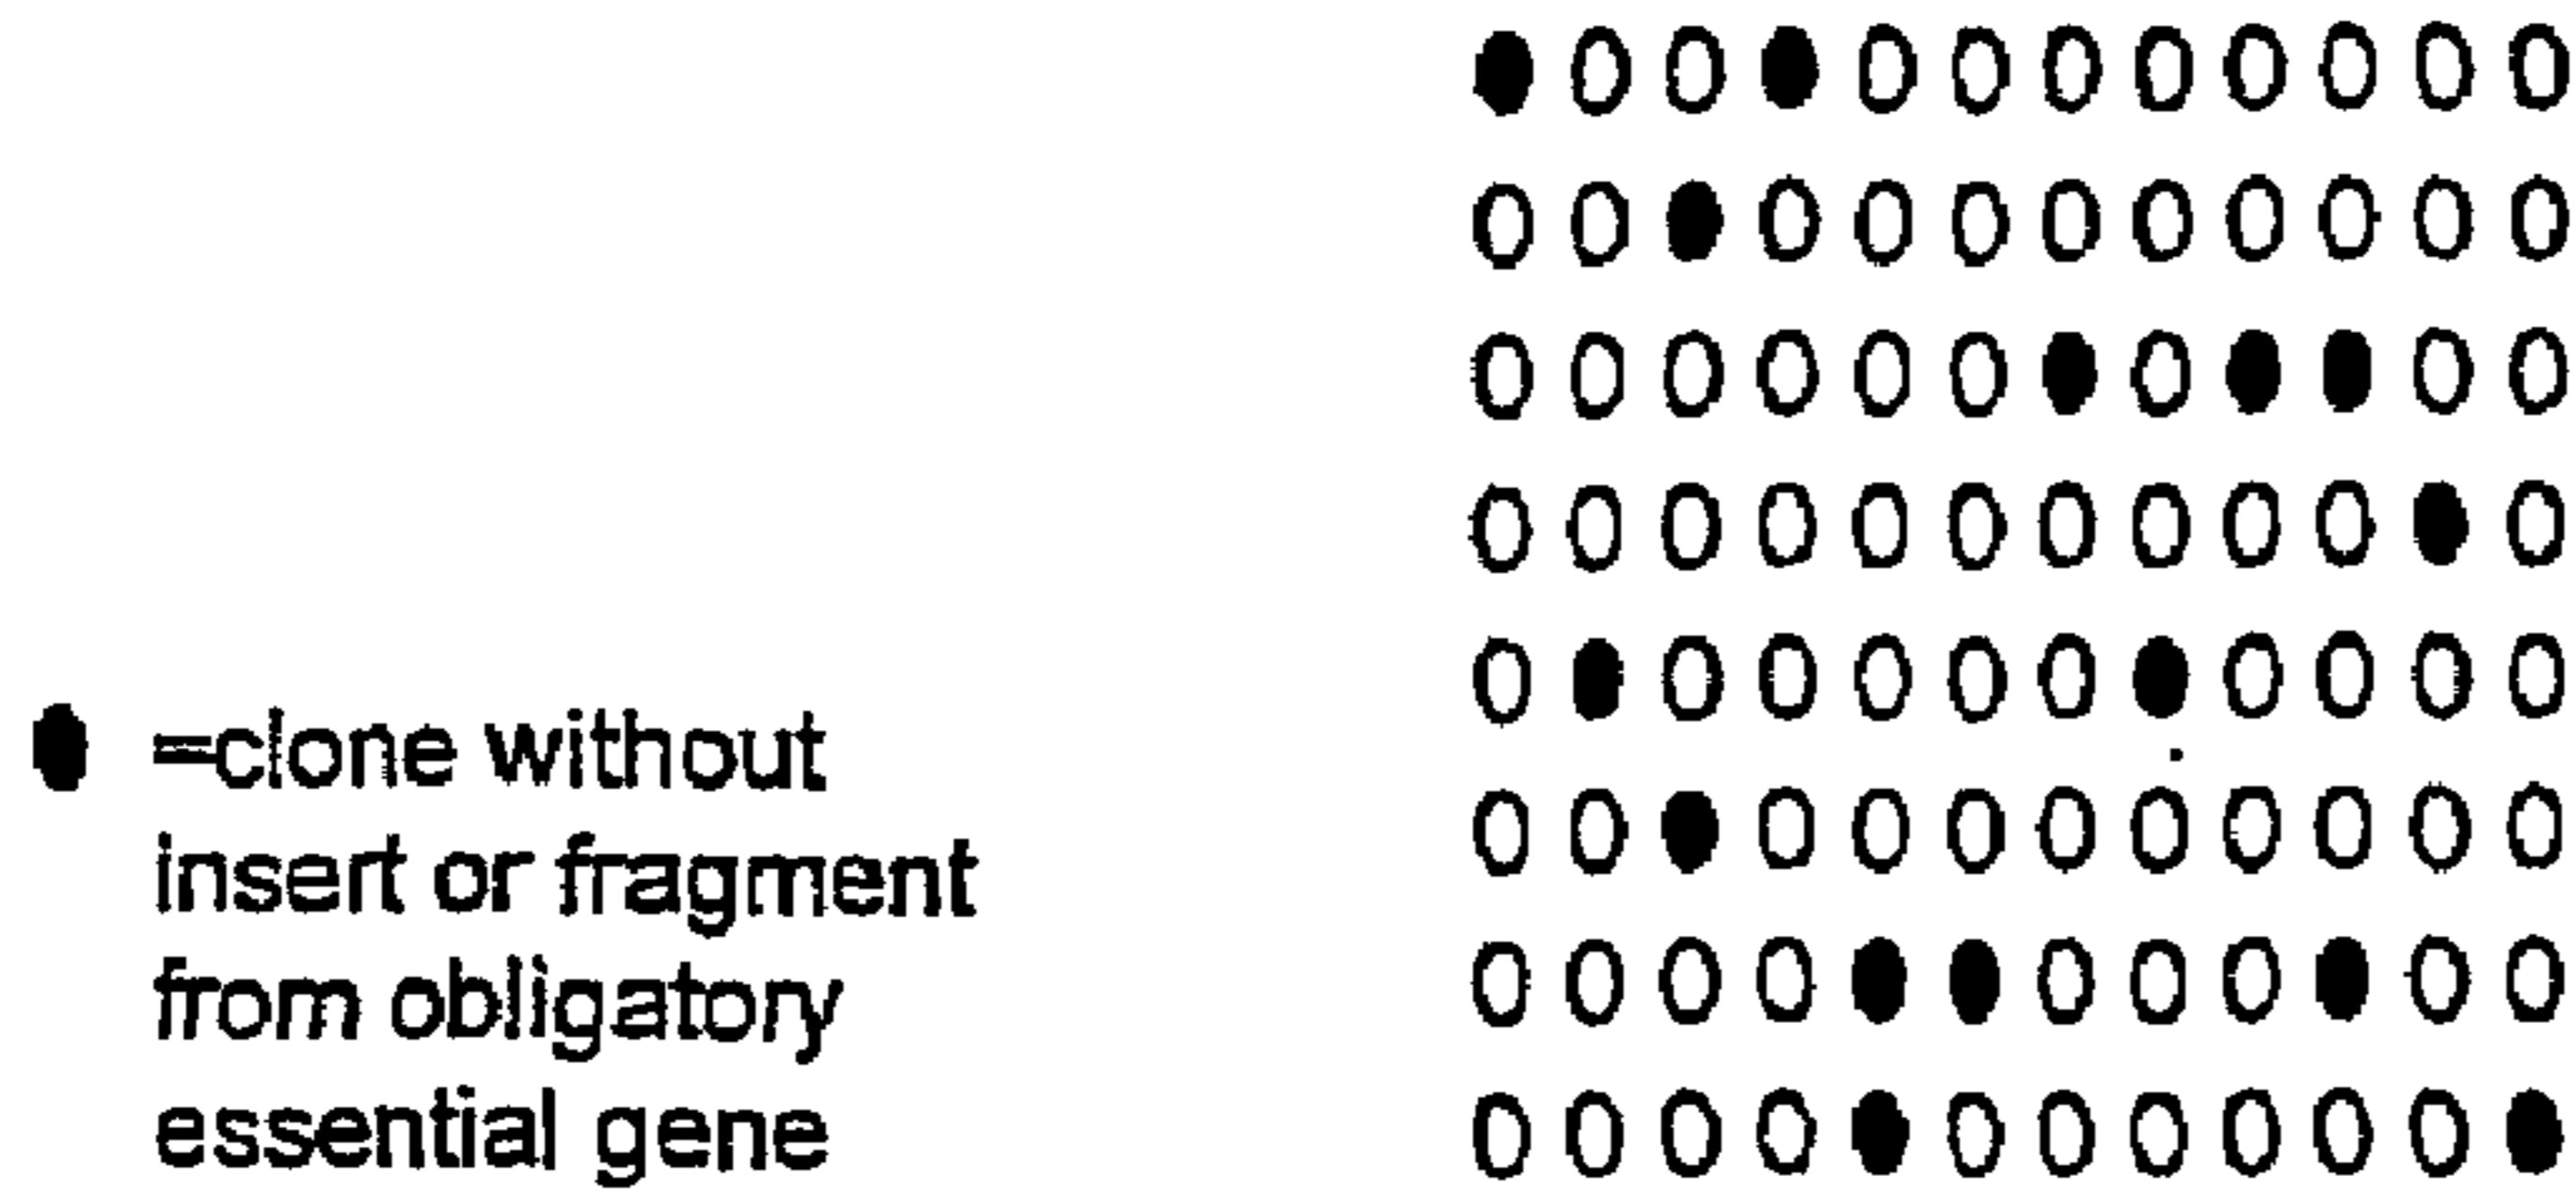 =clone without
insert or fragment
from obligatory
essential gene